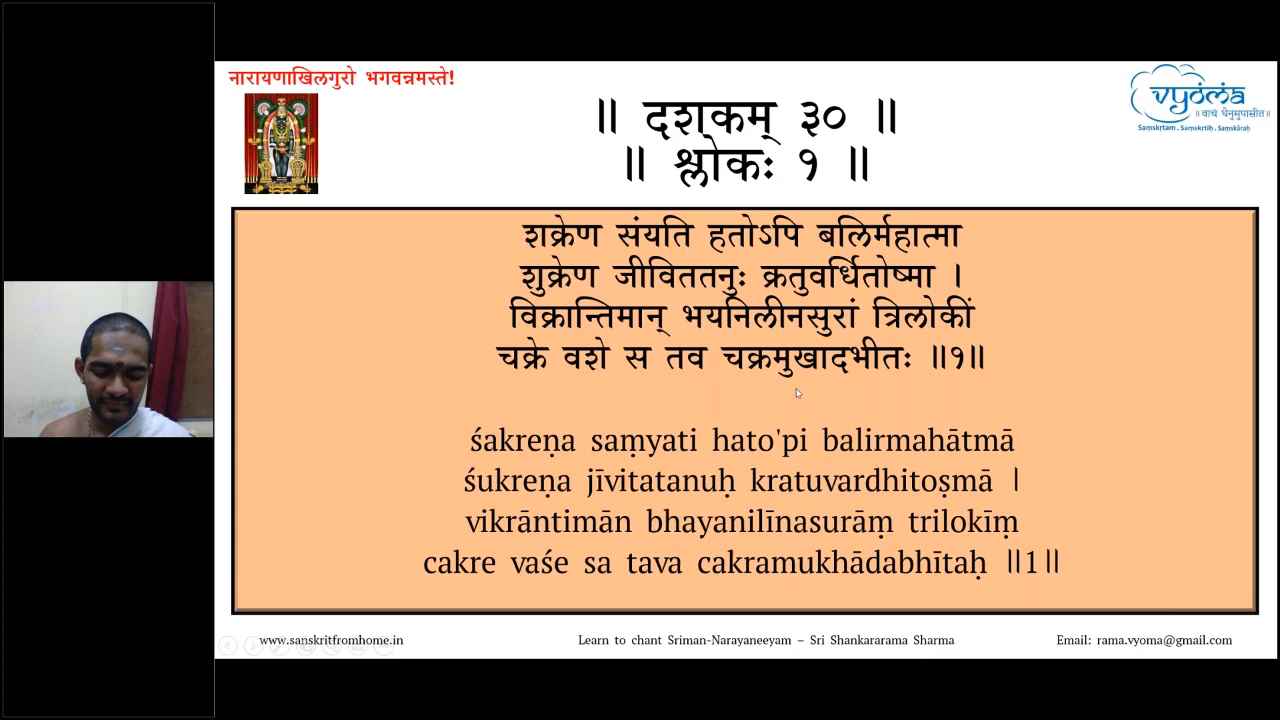 नारायणाखिलगुरो भगवन्नमस्ते!
vyoma
॥ वाचं धेनुमुपासीत॥
Saṃskṛtam . Saṃskṛtiḥ . Saṃskāraḥ
॥ दशकम् ३० ॥
॥ श्लोकः १ ॥
शक्रेण संयति हतोऽपि बलिर्महात्मा
शुक्रेण जीविततनुः क्रतुवर्धितोष्मा ।
विक्रान्तिमान् भयनिलीनसुरां त्रिलोकीं
चक्रे वशे स तव चक्रमुखादभीतः ॥१॥
śakreṇa saṃyati hato'pi balirmahātmā
śukreṇa jīvitatanuḥ kratuvardhitoṣmā |
vikrāntimān bhayanilīnasurāṃ trilokīṃ
cakre vaśe sa tava cakramukhādabhītaḥ ॥1॥
www.sanskritfromhome.in
Learn to chant Sriman-Narayaneeyam – Sri Shankararama Sharma
Email: rama.vyoma@gmail.com